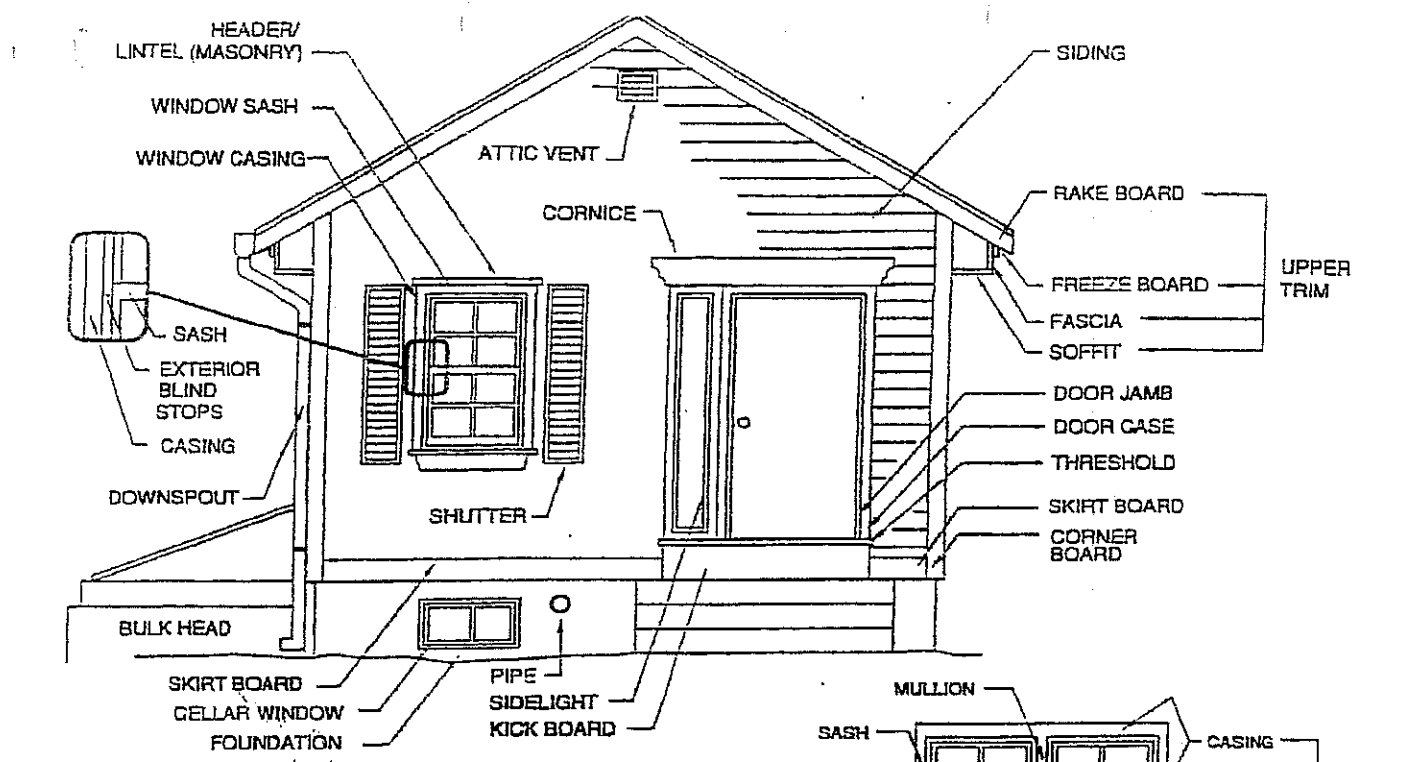 HEADER/
LINTEL (MASONRY)
WINDOW SASH
WINDOW CASING
ATTIC VENT
CORNICE
SIDING
RAKE BOARD
FREEZE BOARD
FASCIA
SOFFIT
UPPER
TRIM
SASH
EXTERIOR
BLIND
STOPS
CASING
DOWNSPOUT
SHUTTER
DOOR JAMB
DOOR CASE
THRESHOLD
SKIRT BOARD
CORNER
BOARD
BULK HEAD
SKIRT BOARD
CELLAR WINDOW
FOUNDATION
PIPE
SIDELIGHT
KICK BOARD
MULLION
SASH
CASING